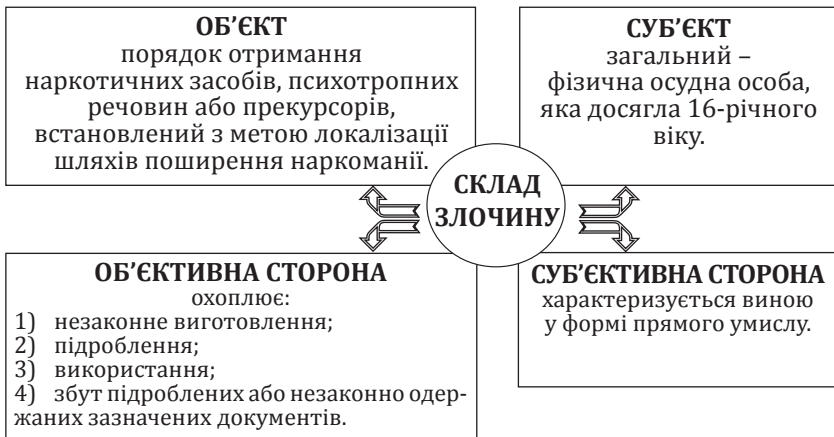 ОБ’ЄКТ
порядок отримання
наркотичних засобів, психотропних
речовин або прекурсорів,
встановлений з метою локалізації
шляхів поширення наркоманії.
СУБ’ЄКТ
загальний –
фізична осудна особа,
яка досягла 16-річного
віку.
СКЛАД
ЗЛОЧИНУ
ОБ’ЄКТИВНА СТОРОНА
охоплює:
1) незаконне виготовлення;
2) підроблення;
3) використання;
4) збут підроблених або незаконно одер-
жаних зазначених документів.
СУБ’ЄКТИВНА СТОРОНА
характеризується виною
у формі прямого умислу.